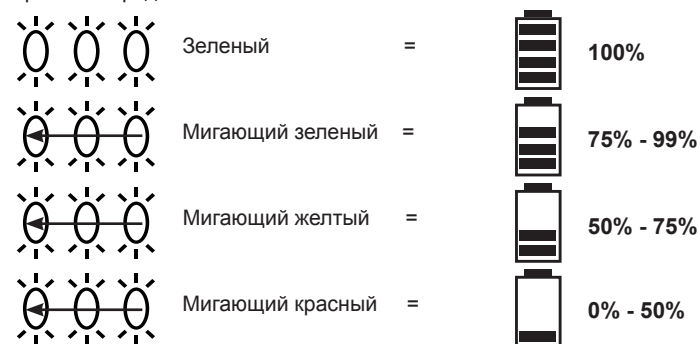 Зеленый = 100%
Мигающий зеленый = 75% - 99%
Мигающий желтый = 50% - 75%
Мигающий красный = 0% - 50%